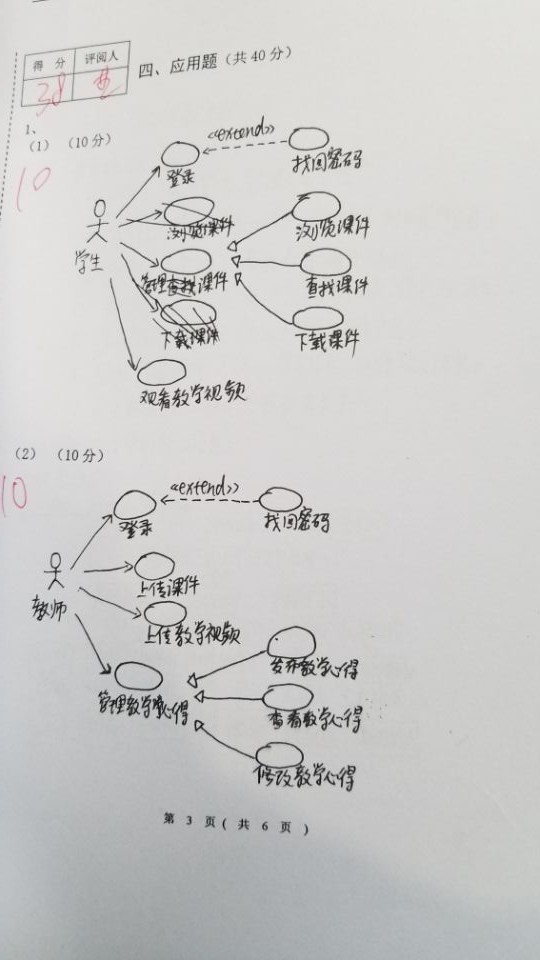 得 分 评阅人
38
四、应用题（共 40 分）
1、
（1）（10 分）
10
«extend»
登录
找回密码
学生
浏览课件
浏览课件
管理查找课件
查找课件
下载课件
下载课件
观看教学视频
（2）（10 分）
10
«extend»
登录
找回密码
教师
上传课件
上传教学视频
发布教学心得
管理教学心得
查看教学心得
修改教学心得
第 3 页（共 6 页）